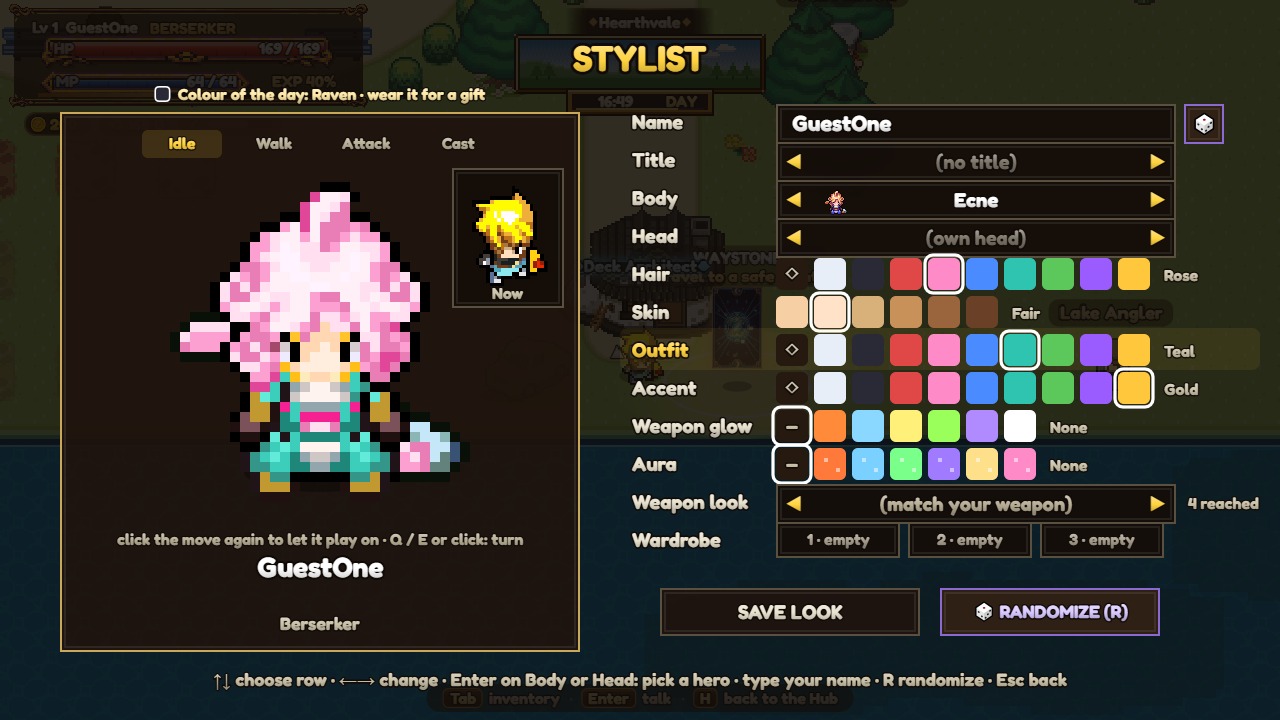 Lv 1 GuestOne BERSERKER
HP 169 / 169
MP 64 / 64 EXP 40%
◆Hearthvale◆
STYLIST
16:49 DAY
Colour of the day: Raven · wear it for a gift
Idle Walk Attack Cast
Now
click the move again to let it play on · Q / E or click: turn
GuestOne
Berserker
Name GuestOne
Title (no title)
Body Ecne
Head (own head)
Hair Rose
Skin Fair
Lake Angler
Outfit Teal
Accent Gold
Weapon glow None
Aura None
Weapon look (match your weapon) 4 reached
Wardrobe 1 · empty 2 · empty 3 · empty
SAVE LOOK RANDOMIZE (R)
↑↓ choose row · ←→ change · Enter on Body or Head: pick a hero · type your name · R randomize · Esc back
Tab inventory · Enter talk · H back to the Hub